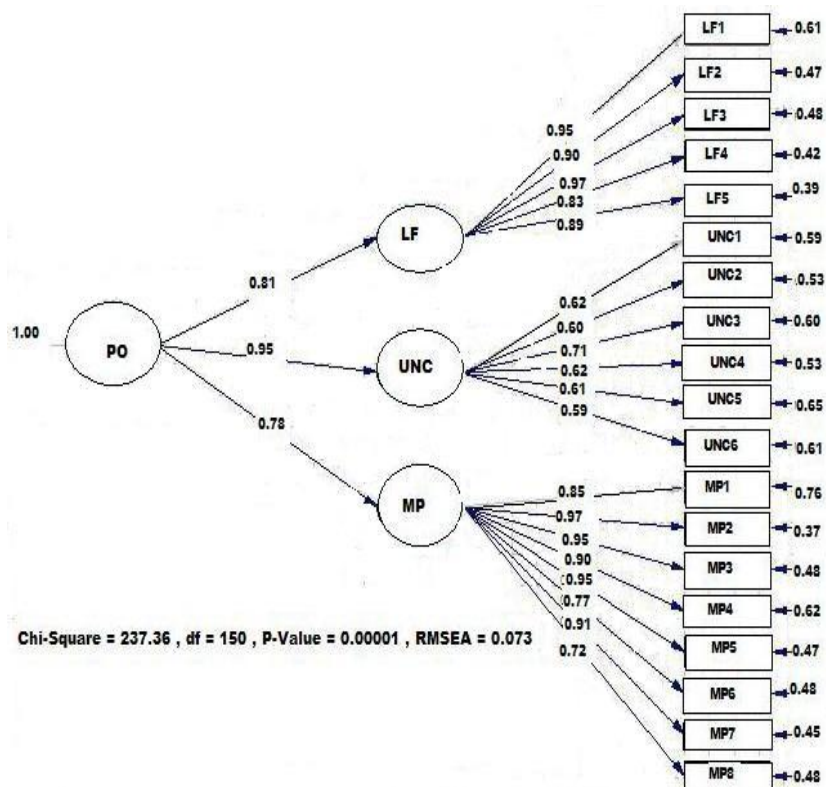 LF1
0.61
LF2
0.47
LF3
0.48
0.95
0.90
LF4
0.42
0.97
0.83
0.89
LF5
0.39
LF
UNC1
0.59
0.81
UNC2
0.53
0.62
0.60
UNC3
0.60
1.00
PO
0.95
UNC
0.71
0.62
0.61
0.59
UNC4
0.53
UNC5
0.65
0.78
UNC6
0.61
MP
0.85
MP1
0.76
0.97
MP2
0.37
0.95
0.90
0.95
0.77
0.91
0.72
MP3
0.48
MP4
0.62
Chi-Square = 237.36 , df = 150 , P-Value = 0.00001 , RMSEA = 0.073
MP5
0.47
MP6
0.48
MP7
0.45
MP8
0.48